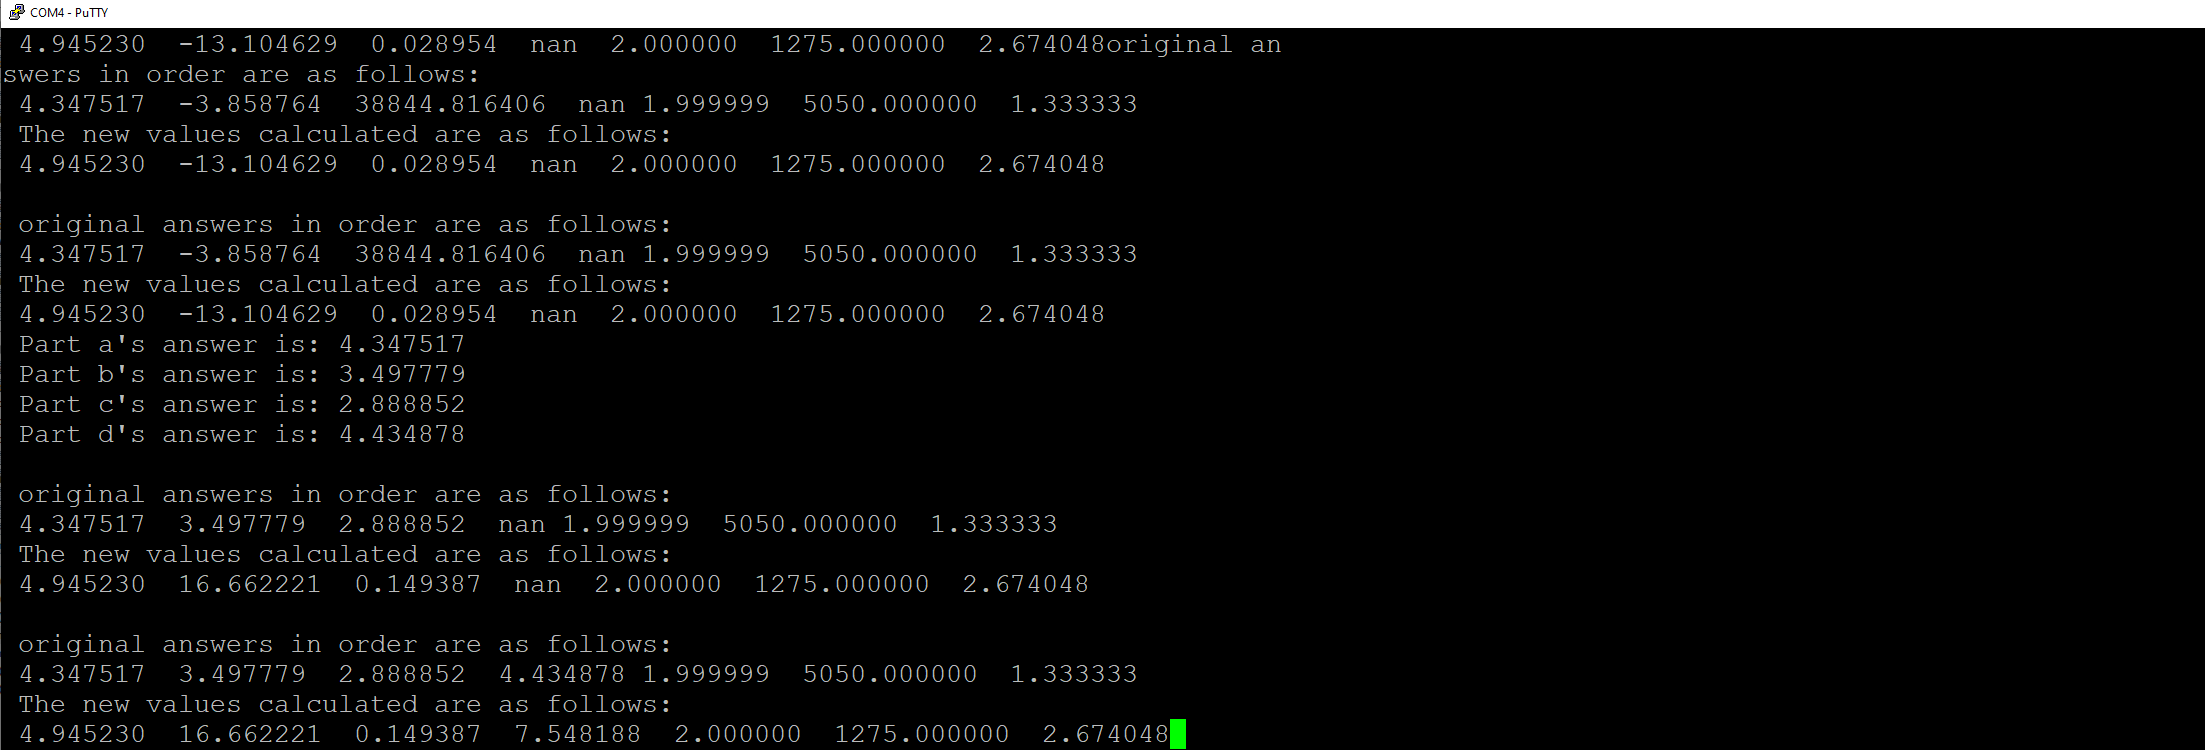 COM4 - PuTTY
4.945230 -13.104629 0.028954 nan 2.000000 1275.000000 2.674048original an
swers in order are as follows:
4.347517 -3.858764 38844.816406 nan 1.999999 5050.000000 1.333333
The new values calculated are as follows:
4.945230 -13.104629 0.028954 nan 2.000000 1275.000000 2.674048
original answers in order are as follows:
4.347517 -3.858764 38844.816406 nan 1.999999 5050.000000 1.333333
The new values calculated are as follows:
4.945230 -13.104629 0.028954 nan 2.000000 1275.000000 2.674048
Part a's answer is: 4.347517
Part b's answer is: 3.497779
Part c's answer is: 2.888852
Part d's answer is: 4.434878
original answers in order are as follows:
4.347517 3.497779 2.888852 nan 1.999999 5050.000000 1.333333
The new values calculated are as follows:
4.945230 16.662221 0.149387 nan 2.000000 1275.000000 2.674048
original answers in order are as follows:
4.347517 3.497779 2.888852 4.434878 1.999999 5050.000000 1.333333
The new values calculated are as follows:
4.945230 16.662221 0.149387 7.548188 2.000000 1275.000000 2.674048